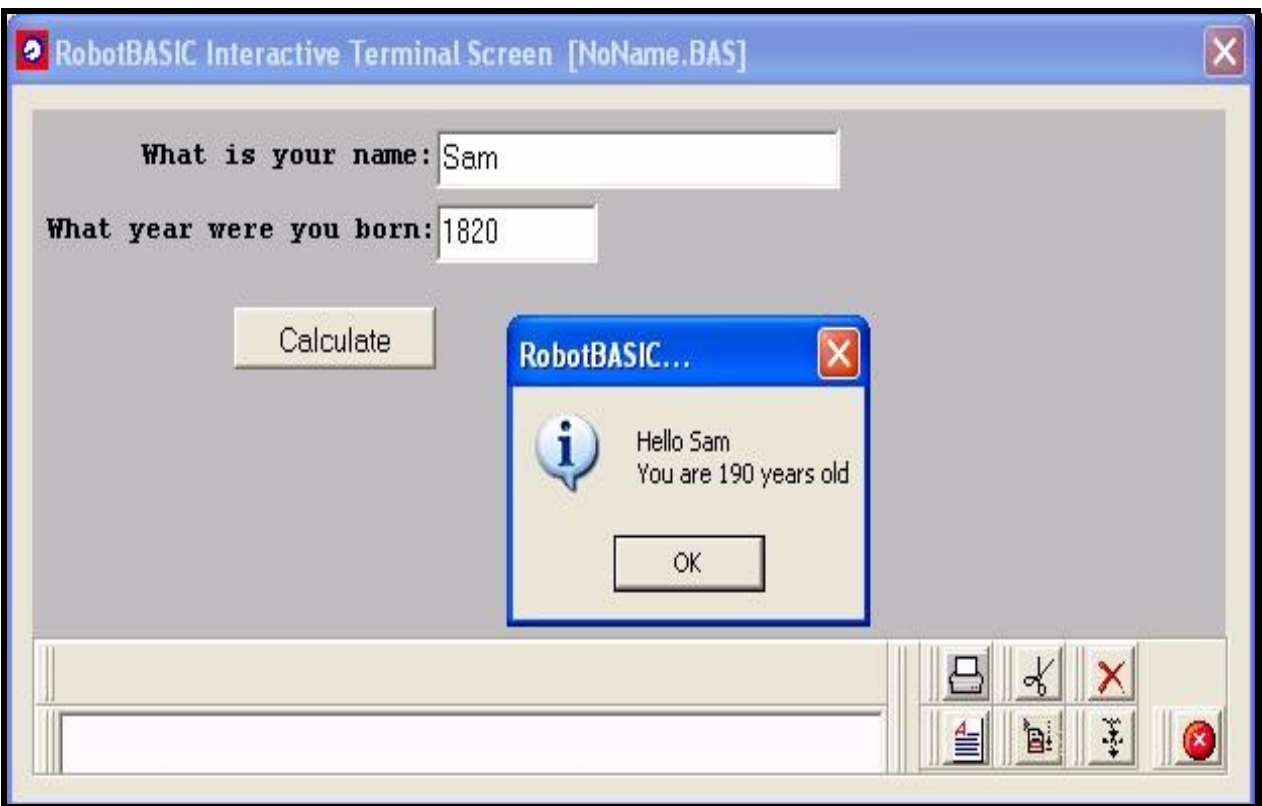 RobotBASIC Interactive Terminal Screen [NoName.BAS]
What is your name: Sam
What year were you born: 1820
Calculate
RobotBASIC...
Hello Sam
You are 190 years old
OK